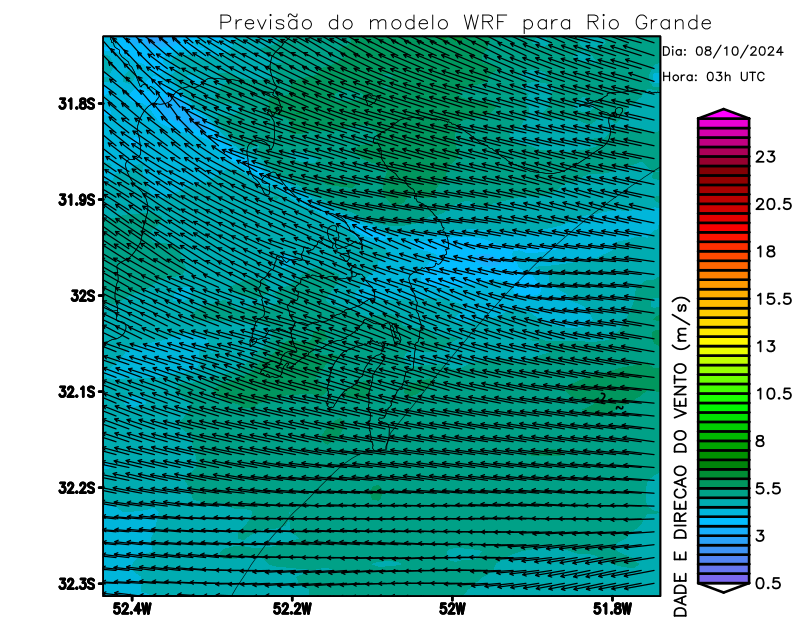 Previsão do modelo WRF para Rio Grande
Dia: 08/10/2024
Hora: 03h UTC
31.8S
31.9S
32S
32.1S
32.2S
32.3S
52.4W
52.2W
52W
51.8W
DADE E DIRECAO DO VENTO (m/s)
23
20.5
18
15.5
13
10.5
8
5.5
3
0.5